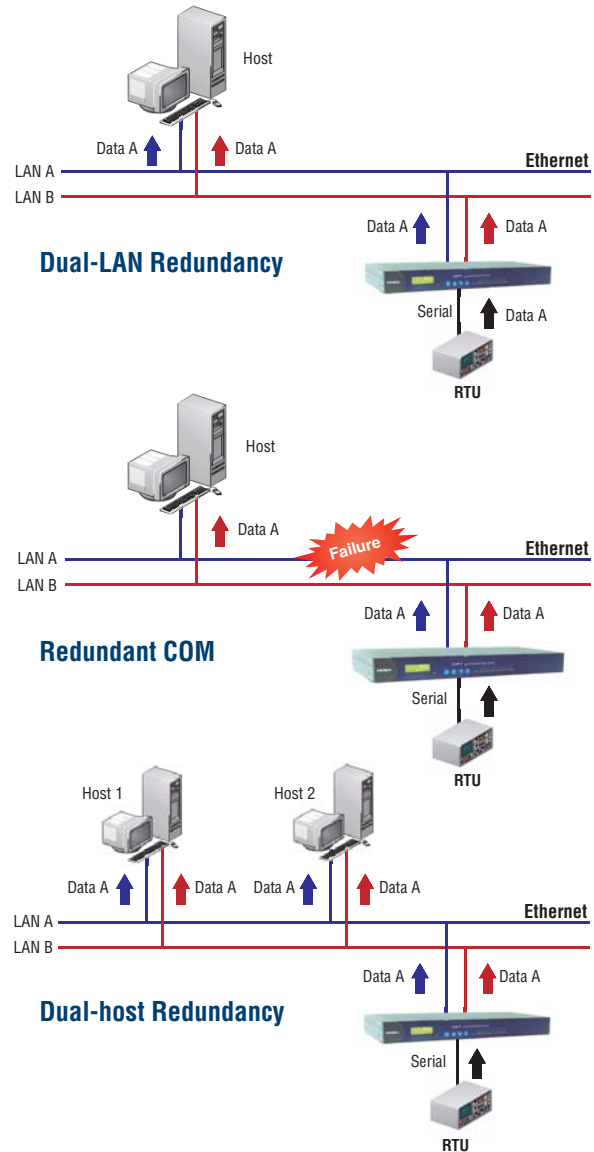 Host
Data A
Data A
Ethernet
LAN A
LAN B
Data A
Data A
Dual-LAN Redundancy
Serial
Data A
RTU
Host
Data A
Failure
Ethernet
LAN A
LAN B
Data A
Data A
Redundant COM
Serial
RTU
Host 1
Host 2
Data A
Data A
Data A
Data A
Ethernet
LAN A
LAN B
Data A
Data A
Dual-host Redundancy
Serial
RTU